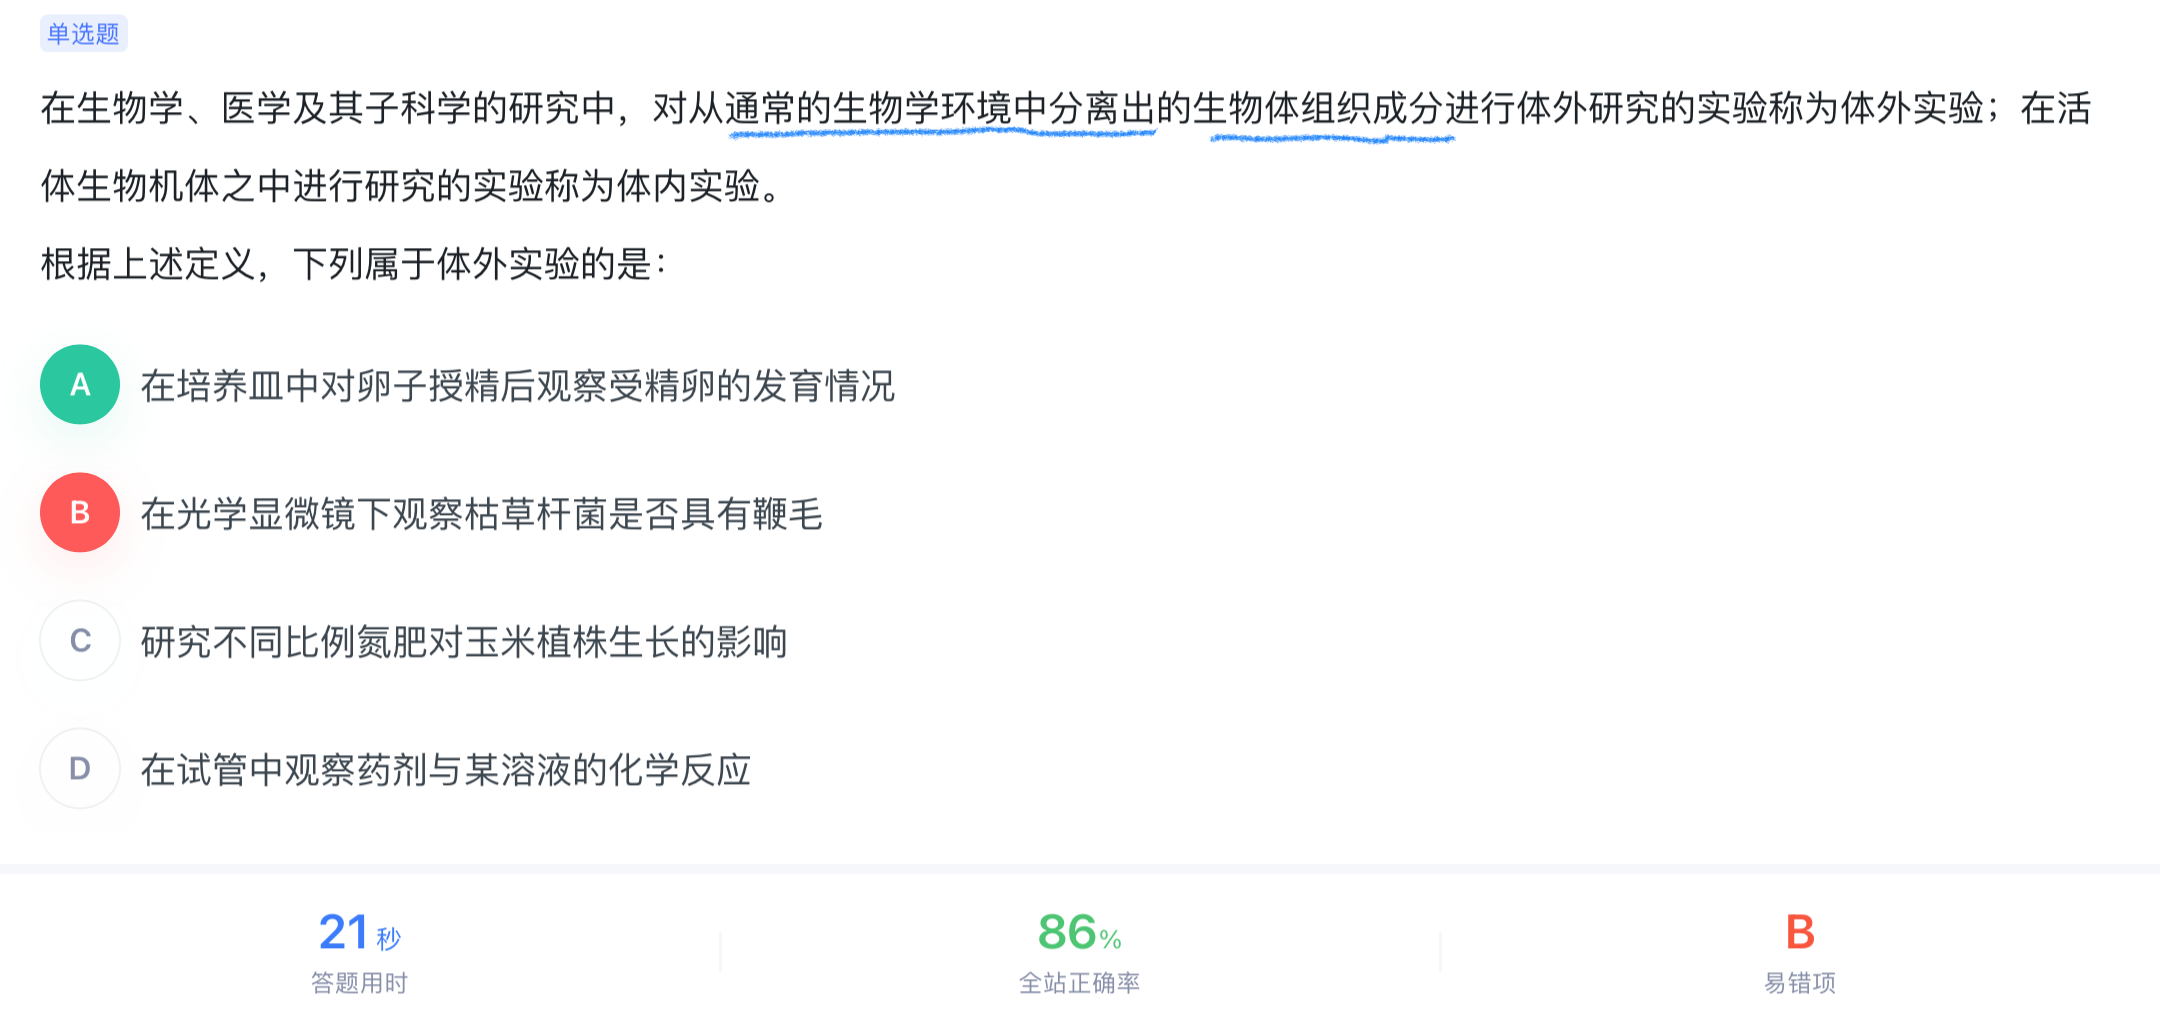 单选题
在生物学、医学及其子科学的研究中，对从通常的生物学环境中分离出的生物体组织成分进行体外研究的实验称为体外实验；在活
体生物机体之中进行研究的实验称为体内实验。
根据上述定义，下列属于体外实验的是：
A 在培养皿中对卵子授精后观察受精卵的发育情况
B 在光学显微镜下观察枯草杆菌是否具有鞭毛
C 研究不同比例氮肥对玉米植株生长的影响
D 在试管中观察药剂与某溶液的化学反应
21秒 86% B
答题用时 全站正确率 易错项